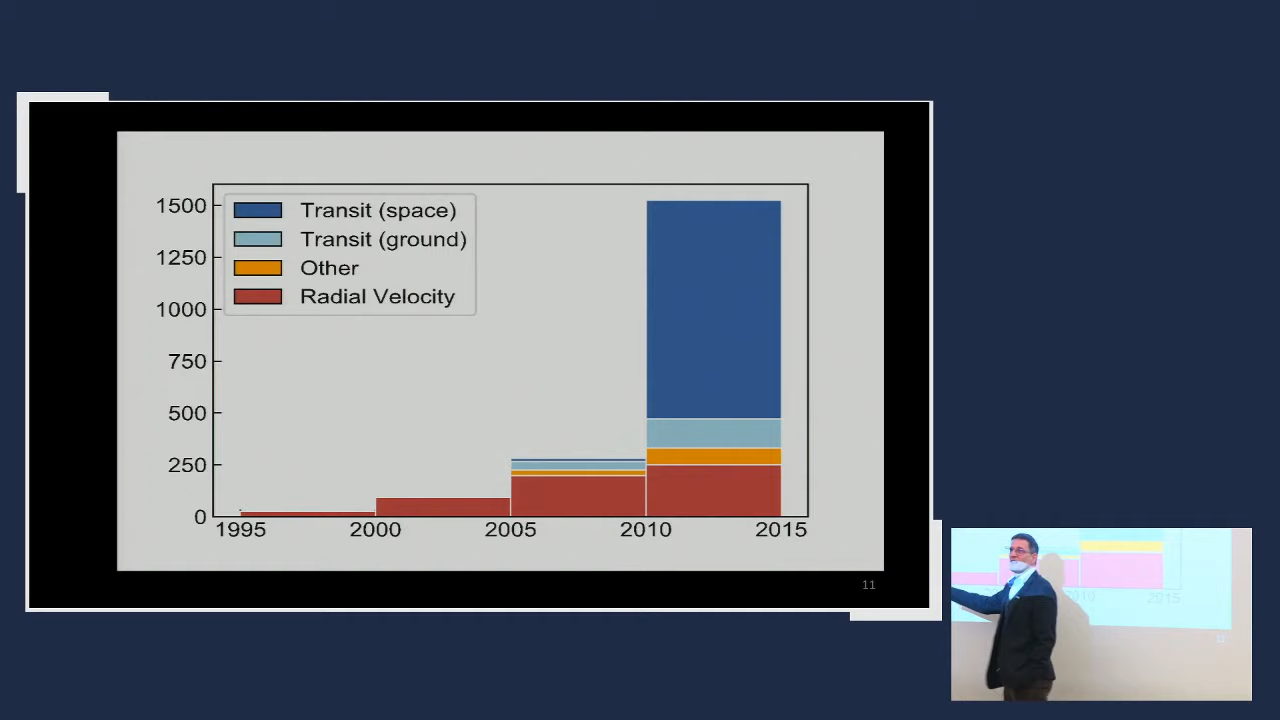 1500
1250
1000
750
500
250
0
Transit (space)
Transit (ground)
Other
Radial Velocity
1995 2000 2005 2010 2015
11
2015